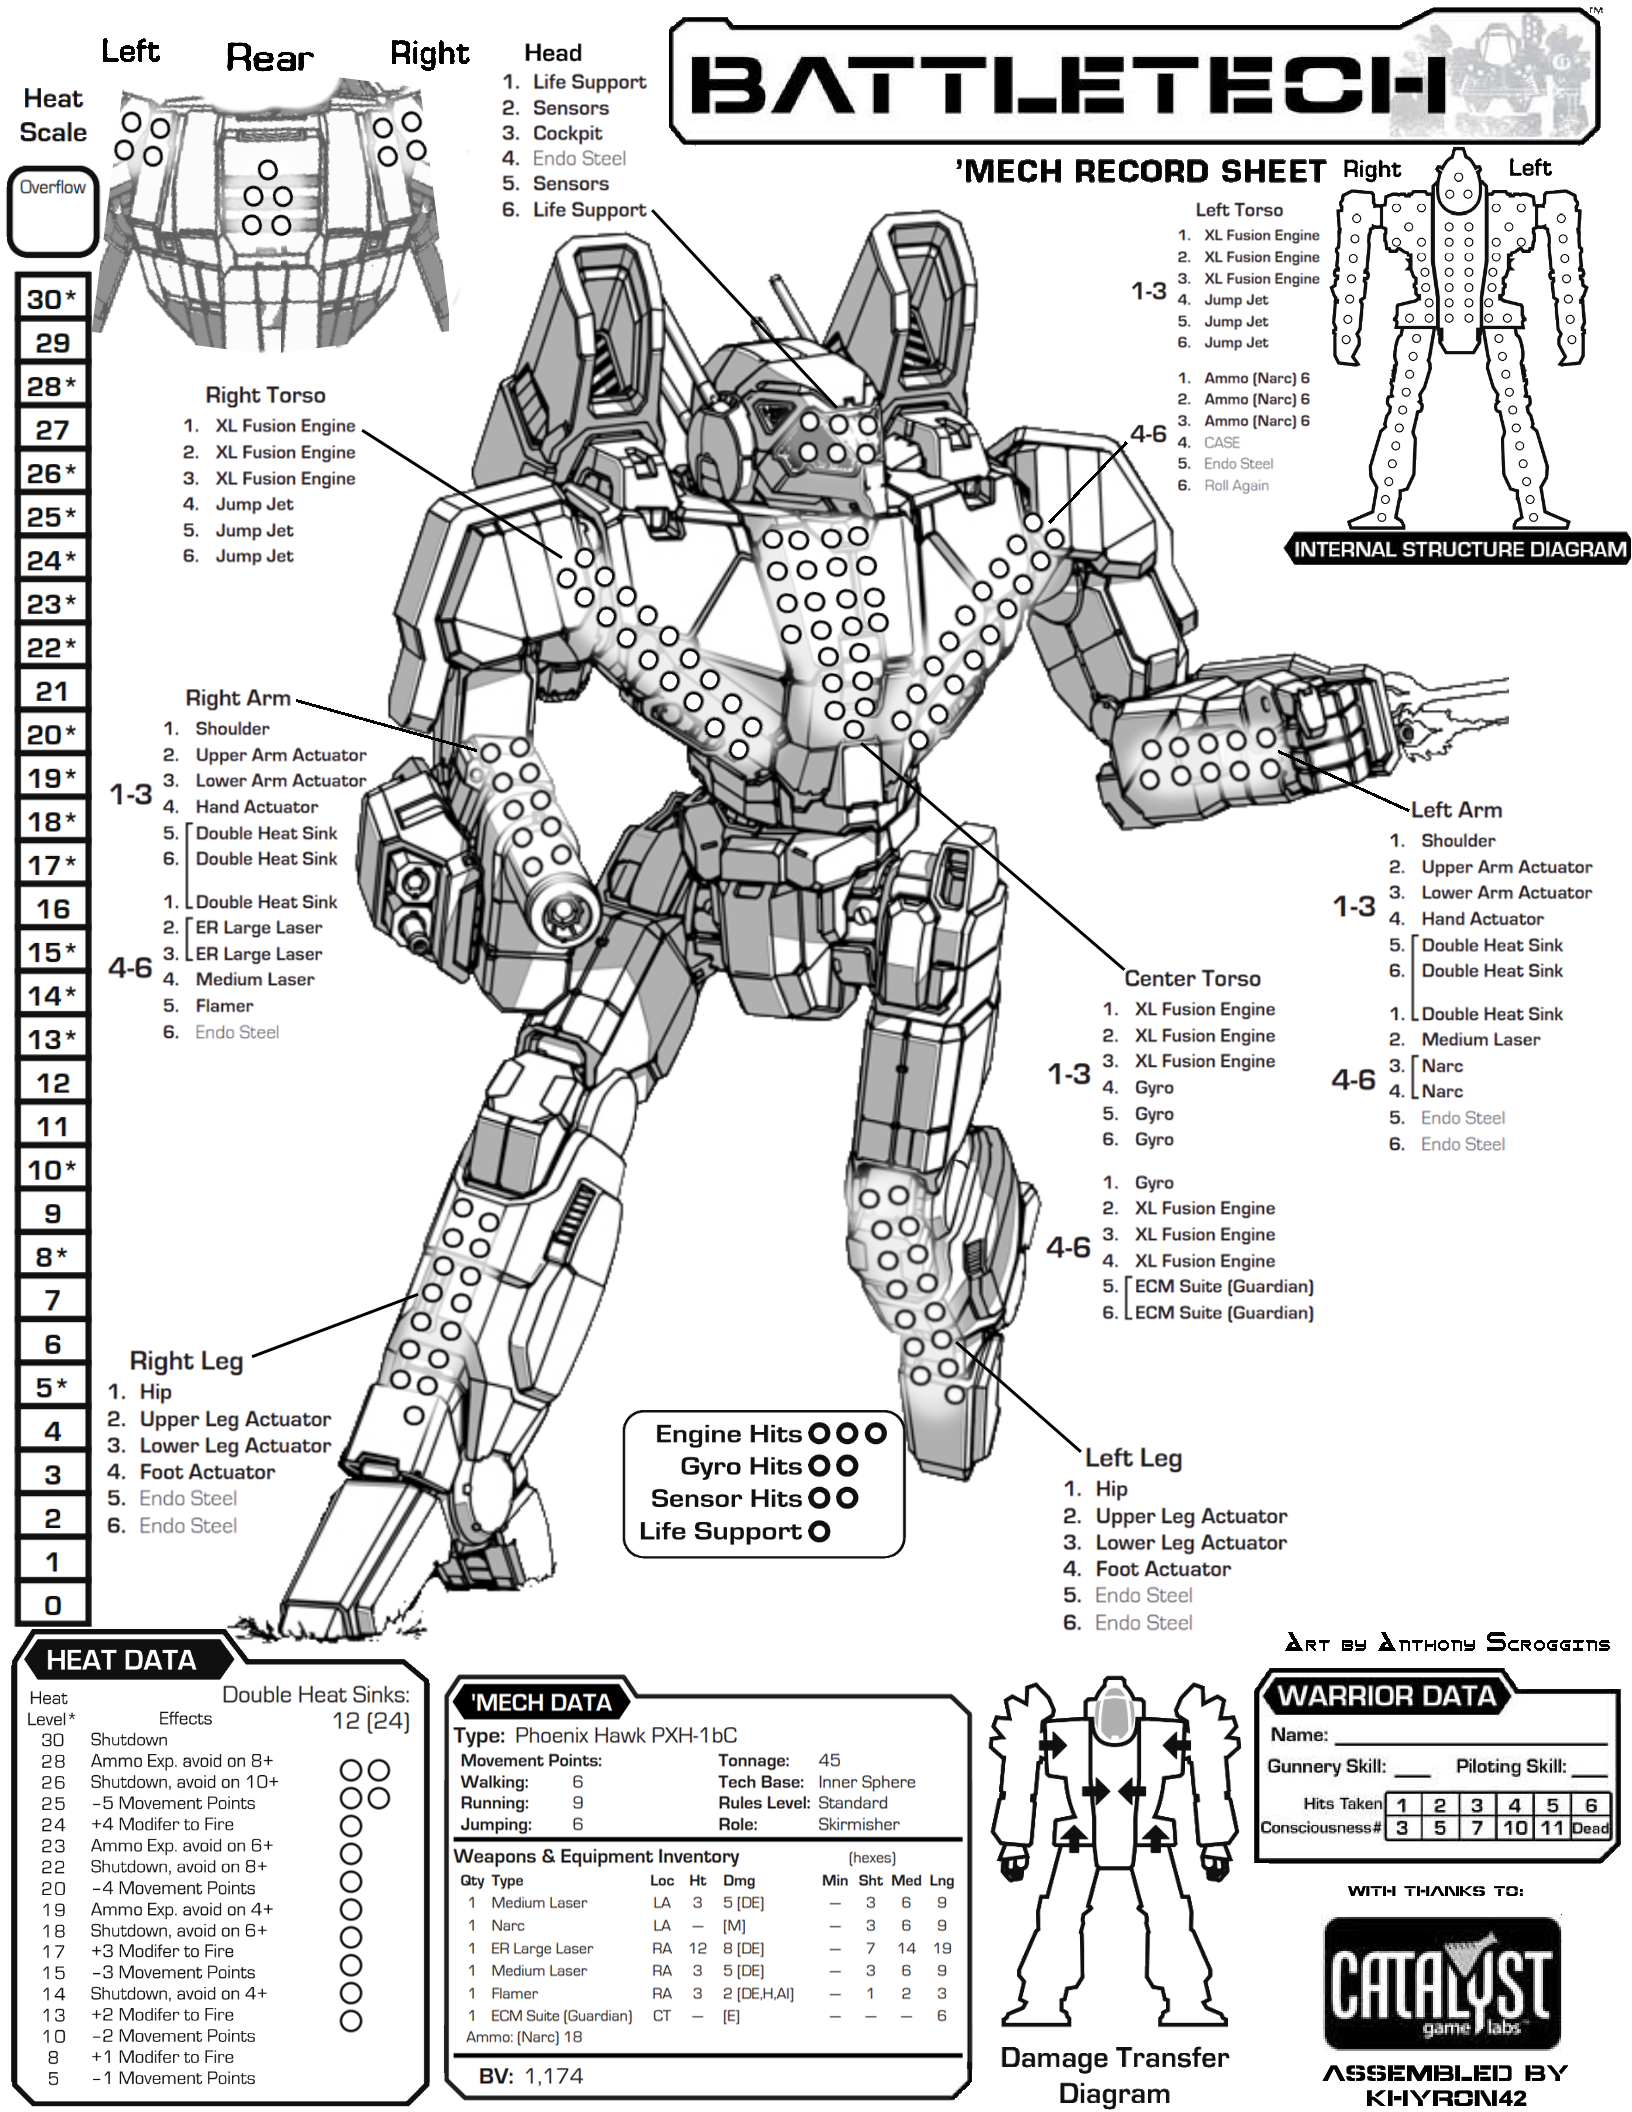 Left Rear Right
Heat
Scale
Overflow
30*
29
28*
27
26*
25*
24*
23*
22*
21
20*
19*
18*
17*
16
15*
14*
13*
12
11
10*
9
8*
7
6
5*
4
3
2
1
0
Head
1. Life Support
2. Sensors
3. Cockpit
4. Endo Steel
5. Sensors
6. Life Support
BATTLETECH
TM
'MECH RECORD SHEET
Right Left
Left Torso
1-3
1. XL Fusion Engine
2. XL Fusion Engine
3. XL Fusion Engine
4. Jump Jet
5. Jump Jet
6. Jump Jet
4-6
1. Ammo (Narc) 6
2. Ammo (Narc) 6
3. Ammo (Narc) 6
4. CASE
5. Endo Steel
6. Roll Again
INTERNAL STRUCTURE DIAGRAM
Right Torso
1. XL Fusion Engine
2. XL Fusion Engine
3. XL Fusion Engine
4. Jump Jet
5. Jump Jet
6. Jump Jet
Right Arm
1-3
1. Shoulder
2. Upper Arm Actuator
3. Lower Arm Actuator
4. Hand Actuator
5. Double Heat Sink
6. Double Heat Sink
4-6
1. Double Heat Sink
2. ER Large Laser
3. ER Large Laser
4. Medium Laser
5. Flamer
6. Endo Steel
Left Arm
1-3
1. Shoulder
2. Upper Arm Actuator
3. Lower Arm Actuator
4. Hand Actuator
5. Double Heat Sink
6. Double Heat Sink
4-6
1. Double Heat Sink
2. Medium Laser
3. Narc
4. Narc
5. Endo Steel
6. Endo Steel
Center Torso
1-3
1. XL Fusion Engine
2. XL Fusion Engine
3. XL Fusion Engine
4. Gyro
5. Gyro
6. Gyro
4-6
1. Gyro
2. XL Fusion Engine
3. XL Fusion Engine
4. XL Fusion Engine
5. ECM Suite (Guardian)
6. ECM Suite (Guardian)
Right Leg
1. Hip
2. Upper Leg Actuator
3. Lower Leg Actuator
4. Foot Actuator
5. Endo Steel
6. Endo Steel
Engine Hits
Gyro Hits
Sensor Hits
Life Support
Left Leg
1. Hip
2. Upper Leg Actuator
3. Lower Leg Actuator
4. Foot Actuator
5. Endo Steel
6. Endo Steel
HEAT DATA
Double Heat Sinks:
12 (24)
Heat
Level* Effects
30 Shutdown
28 Ammo Exp. avoid on 8+
26 Shutdown, avoid on 10+
25 -5 Movement Points
24 +4 Modifer to Fire
23 Ammo Exp. avoid on 6+
22 Shutdown, avoid on 8+
20 -4 Movement Points
19 Ammo Exp. avoid on 4+
18 Shutdown, avoid on 6+
17 +3 Modifer to Fire
15 -3 Movement Points
14 Shutdown, avoid on 4+
13 +2 Modifer to Fire
10 -2 Movement Points
8 +1 Modifer to Fire
5 -1 Movement Points
'MECH DATA
Type: Phoenix Hawk PXH-1bC
Movement Points: Tonnage: 45
Walking: 6 Tech Base: Inner Sphere
Running: 9 Rules Level: Standard
Jumping: 6 Role: Skirmisher
Weapons & Equipment Inventory (hexes)
Qty Type Loc Ht Dmg Min Sht Med Lng
1 Medium Laser LA 3 5 [DE] — 3 6 9
1 Narc LA — [M] — 3 6 9
1 ER Large Laser RA 12 8 [DE] — 7 14 19
1 Medium Laser RA 3 5 [DE] — 3 6 9
1 Flamer RA 3 2 [DE,H,AI] — 1 2 3
1 ECM Suite (Guardian) CT — [E] — — — 6
Ammo: (Narc) 18
BV: 1,174
Damage Transfer
Diagram
Art by Anthony Scroggins
WARRIOR DATA
Name:
Gunnery Skill: Piloting Skill:
Hits Taken 1 2 3 4 5 6
Consciousness# 3 5 7 10 11 Dead
WITH THANKS TO:
CATALYST
game labs
ASSEMBLED BY
KHYRON42